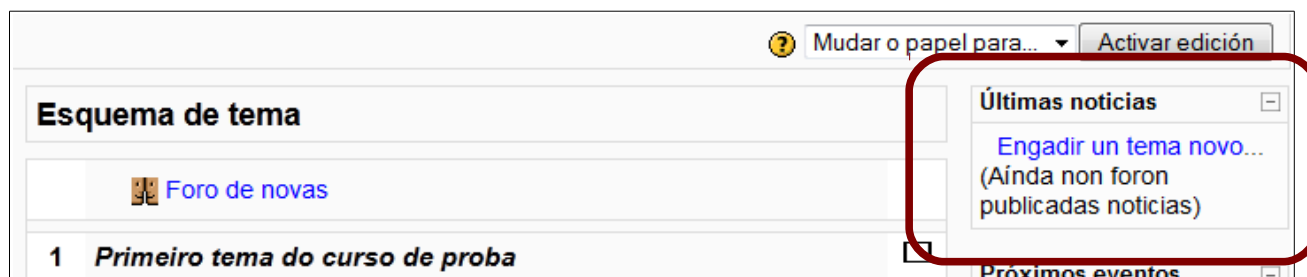 Mudar o papel para... Activar edición
Esquema de tema
Últimas noticias
Engadir un tema novo...
(Aínda non foron
publicadas noticias)
Foro de novas
1 Primeiro tema do curso de proba
Próximos eventos